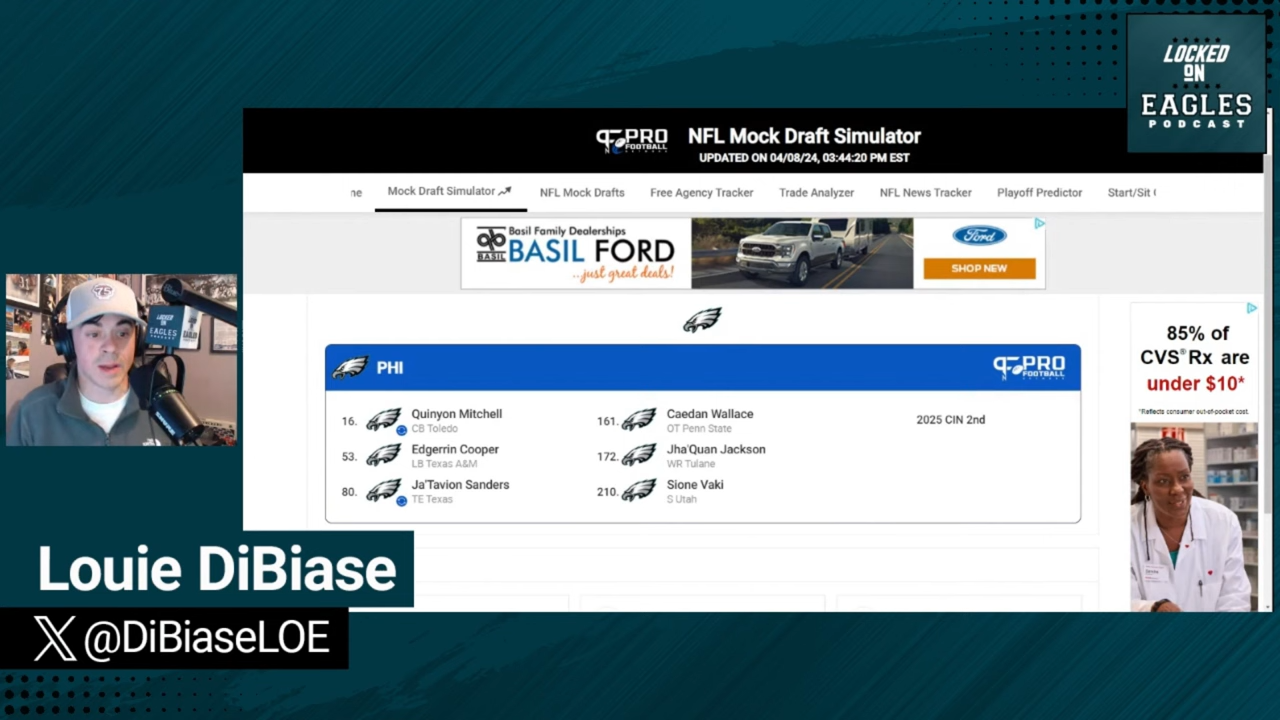 LOCKED
ON
EAGLES
PODCAST
PRO
FOOTBALL
NETWORK
NFL Mock Draft Simulator
UPDATED ON 04/08/24, 03:44:20 PM EST
ne
Mock Draft Simulator
NFL Mock Drafts
Free Agency Tracker
Trade Analyzer
NFL News Tracker
Playoff Predictor
Start/Sit
BASIL
Basil Family Dealerships
BASIL FORD
...just great deals!
Ford
SHOP NEW
75
LOCKED
ON
EAGLES
PHI
PRO
FOOTBALL
NETWORK
16.
Quinyon Mitchell
CB Toledo
53.
Edgerrin Cooper
LB Texas A&M
80.
Ja'Tavion Sanders
TE Texas
161.
Caedan Wallace
OT Penn State
172.
Jha'Quan Jackson
WR Tulane
210.
Sione Vaki
S Utah
2025 CIN 2nd
85% of
CVS® Rx are
under $10*
*Reflects consumer out-of-pocket cost.
Louie DiBiase
X @DiBiaseLOE